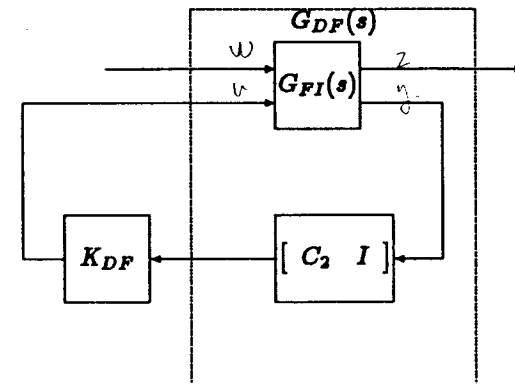 G_DF(s)
w z
G_FI(s)
u y
K_DF [ C_2 I ]